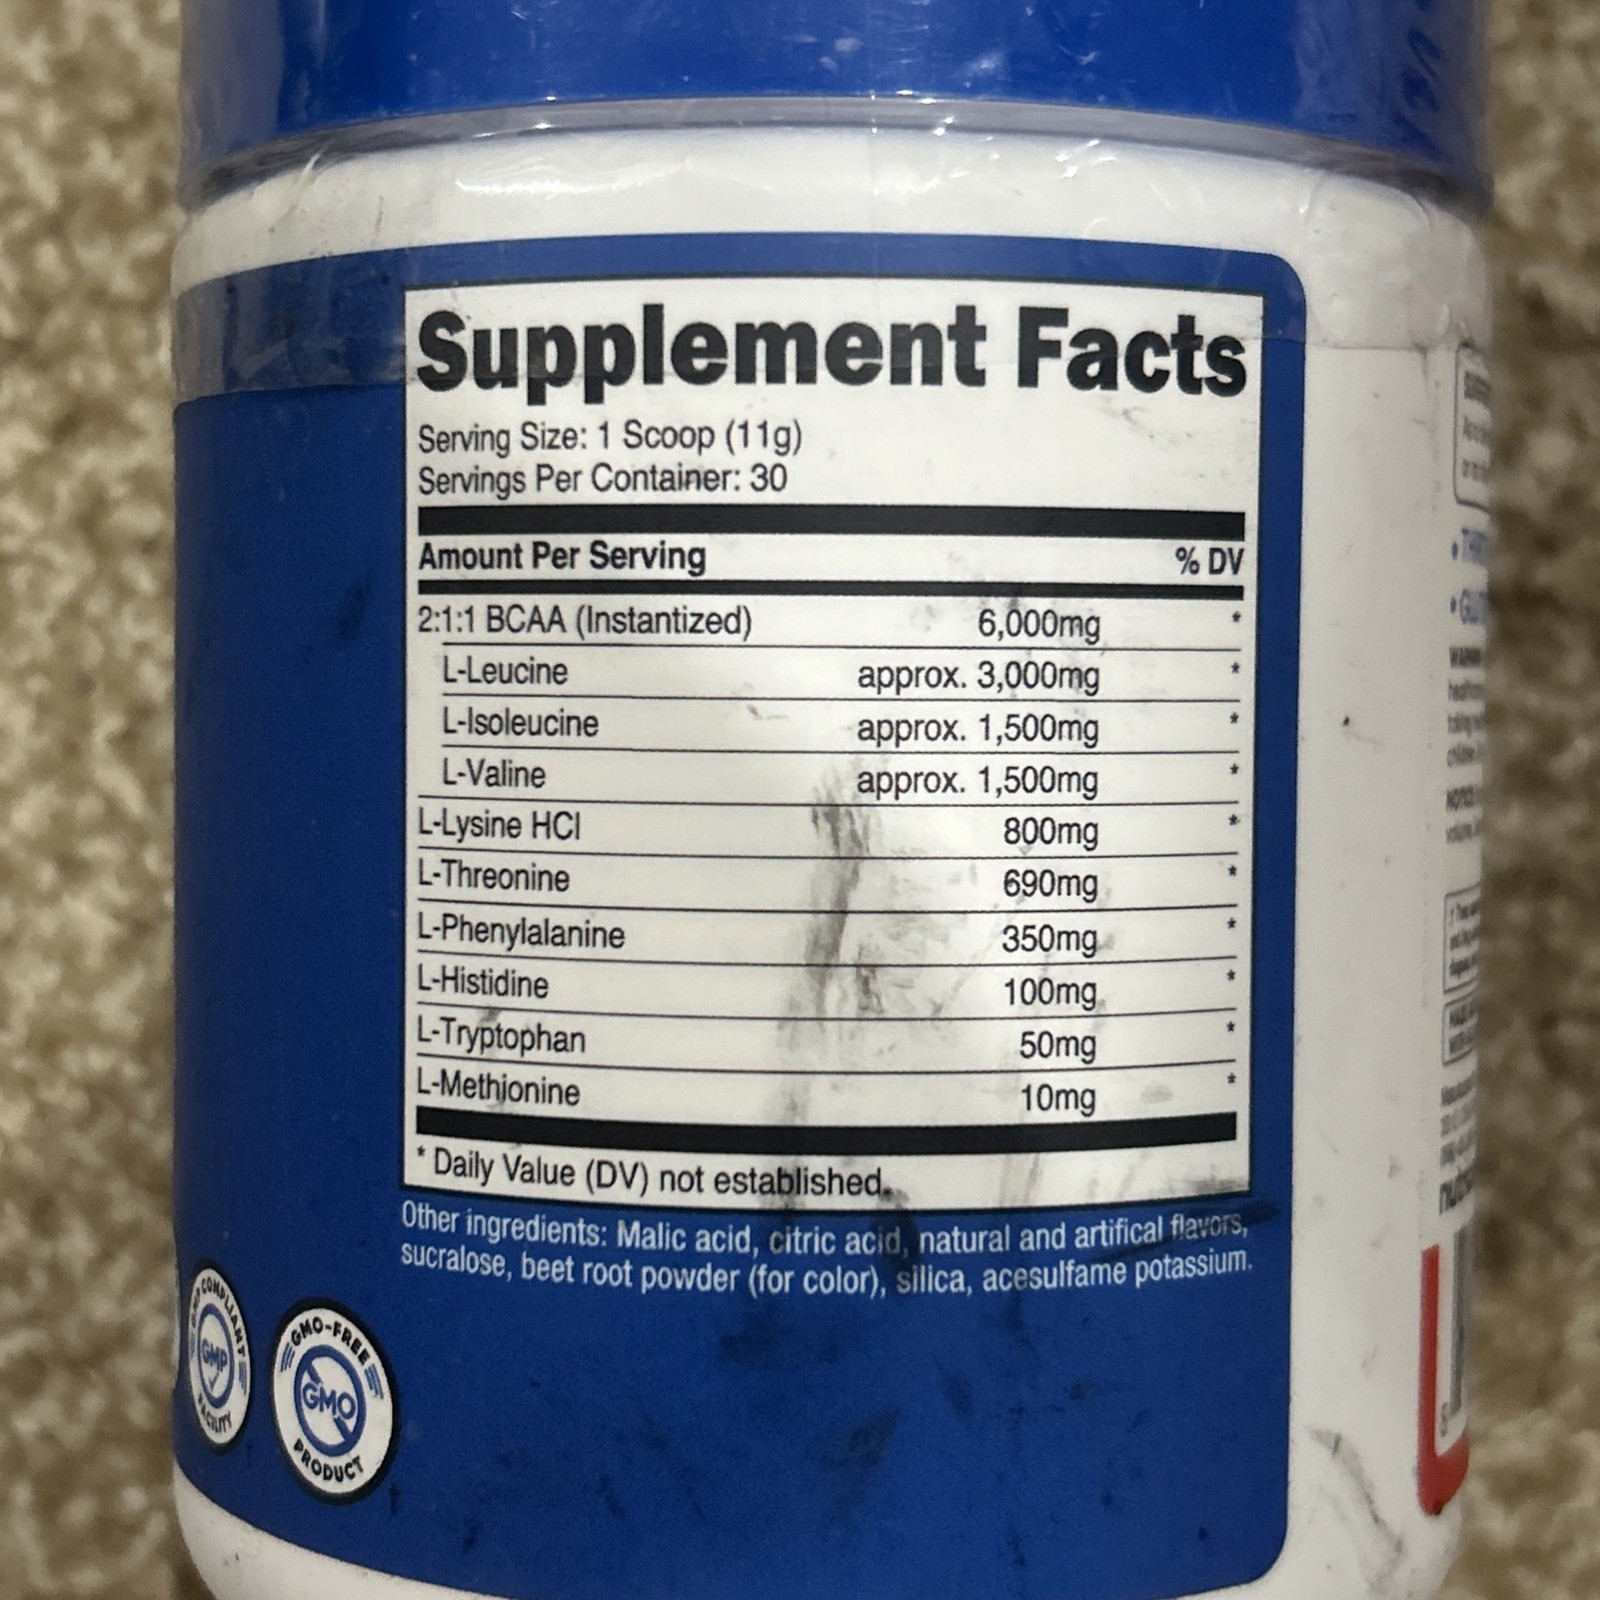 Supplement Facts
Serving Size: 1 Scoop (11g)
Servings Per Container: 30
Amount Per Serving % DV
2:1:1 BCAA (Instantized) 6,000mg *
L-Leucine approx. 3,000mg *
L-Isoleucine approx. 1,500mg *
L-Valine approx. 1,500mg *
L-Lysine HCl 800mg *
L-Threonine 690mg *
L-Phenylalanine 350mg *
L-Histidine 100mg *
L-Tryptophan 50mg *
L-Methionine 10mg *
* Daily Value (DV) not established.
Other ingredients: Malic acid, citric acid, natural and artifical flavors,
sucralose, beet root powder (for color), silica, acesulfame potassium.
COMPLIANT
GMP
FACILITY
GMO-FREE
GMO
PRODUCT